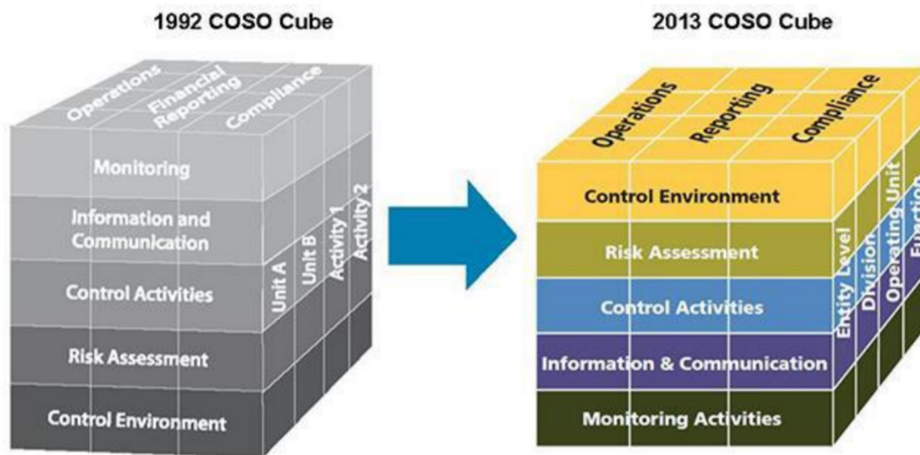 1992 COSO Cube
Operations
Financial
Reporting
Compliance
Monitoring
Information and
Communication
Control Activities
Risk Assessment
Control Environment
Unit A
Unit B
Activity 1
Activity 2
2013 COSO Cube
Operations
Reporting
Compliance
Control Environment
Risk Assessment
Control Activities
Information & Communication
Monitoring Activities
Entity Level
Division
Operating Unit
Function